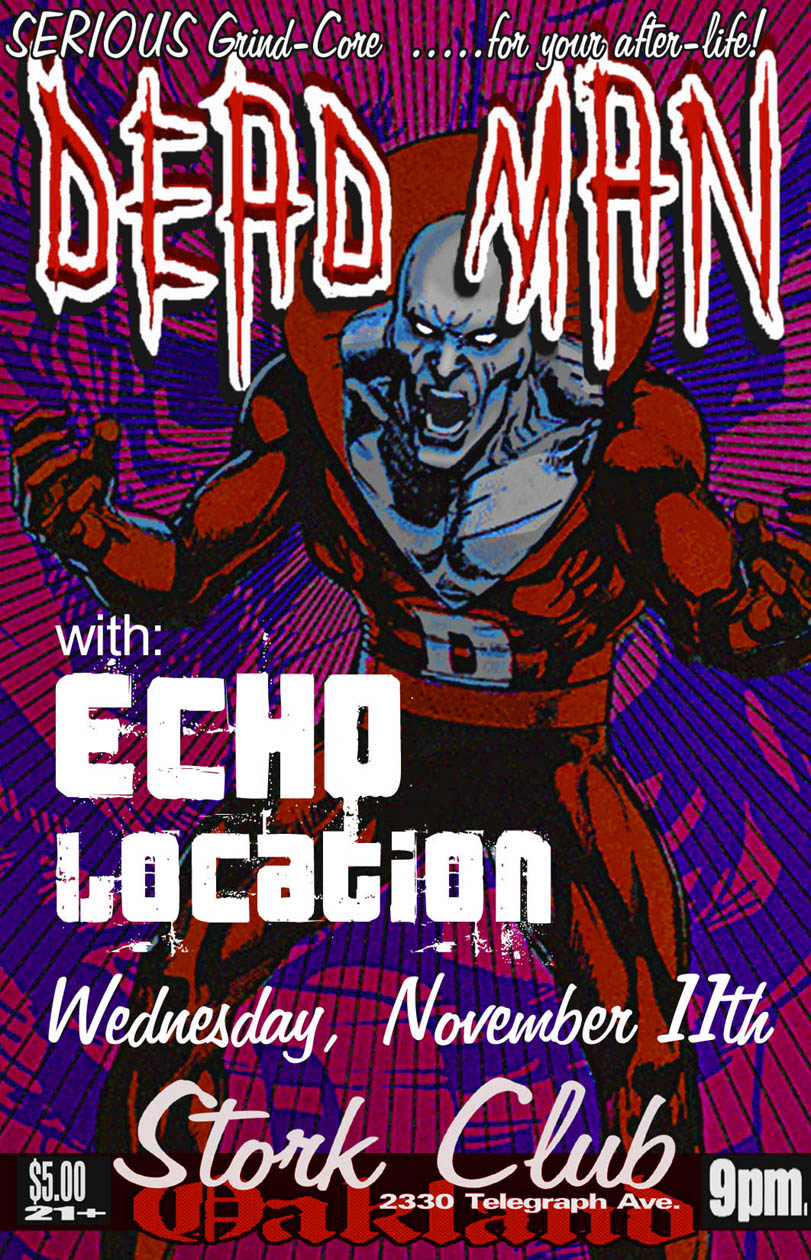 SERIOUS Grind-Core .....for your after-life!
DEAD MAN
D
with:
ECHO
Location
Wednesday, November 11th
Stork Club
$5.00
21+
2330 Telegraph Ave.
9pm.
Oakland